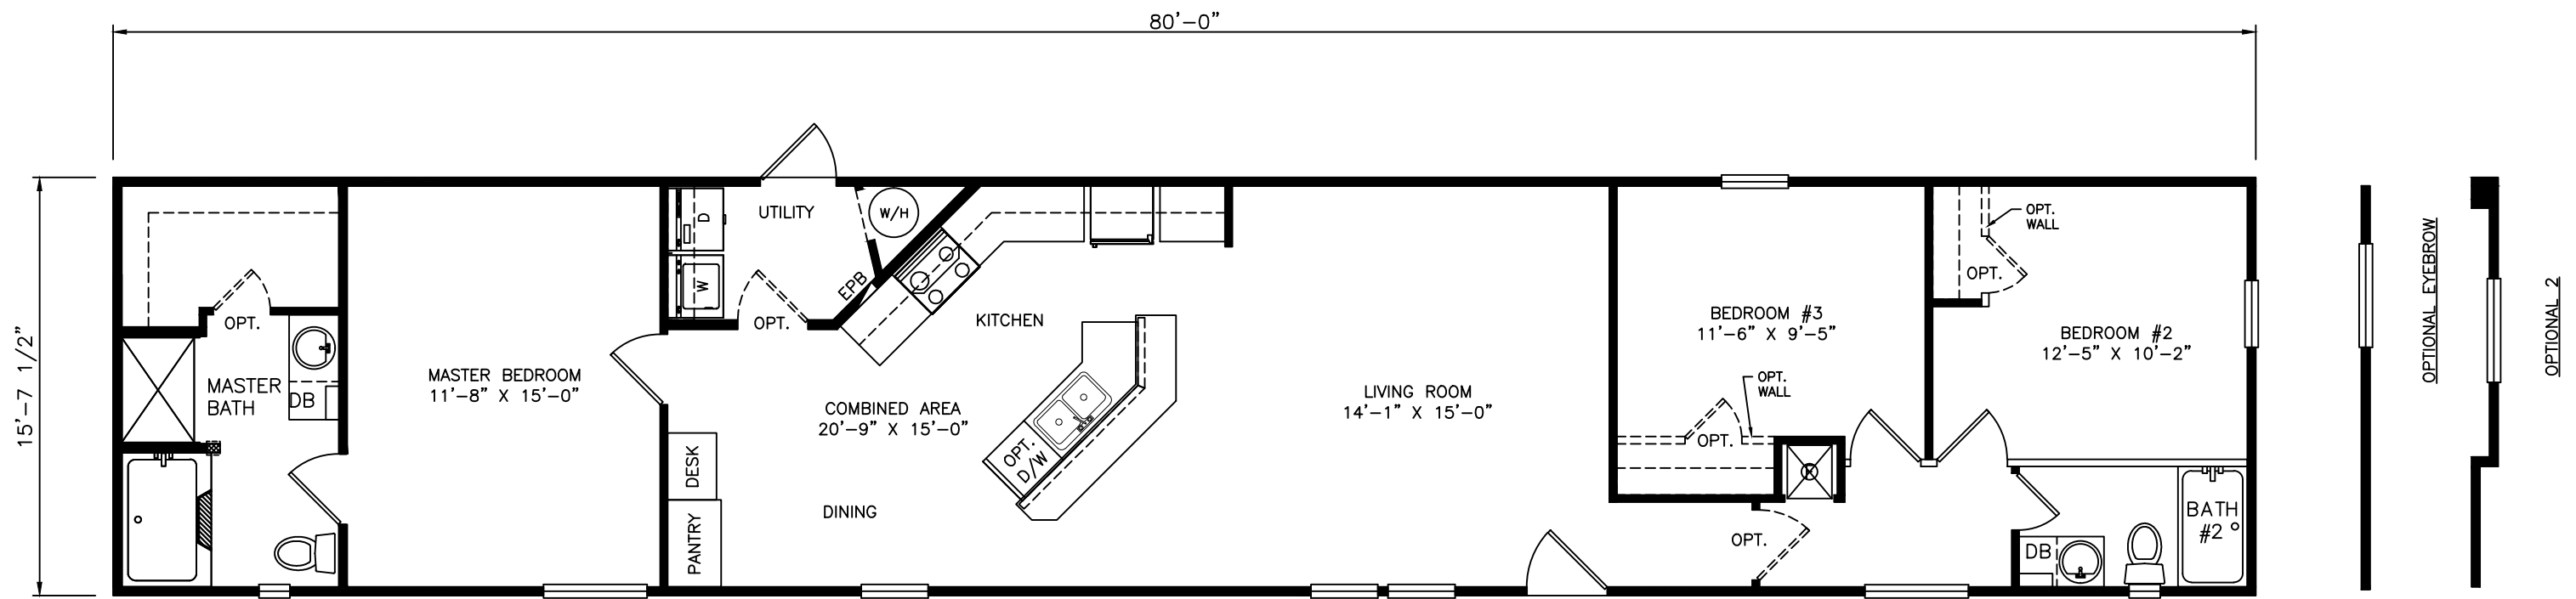 80'-0"
15'-7 1/2"
OPT.
MASTER
BATH
DB
MASTER BEDROOM
11'-8" X 15'-0"
D
W
UTILITY
W/H
EPB
OPT.
KITCHEN
COMBINED AREA
20'-9" X 15'-0"
DESK
PANTRY
DINING
OPT.
D/W
LIVING ROOM
14'-1" X 15'-0"
BEDROOM #3
11'-6" X 9'-5"
OPT.
WALL
OPT.
OPT.
OPT.
WALL
OPT.
BEDROOM #2
12'-5" X 10'-2"
DB
BATH
#2
OPTIONAL EYEBROW
OPTIONAL 2